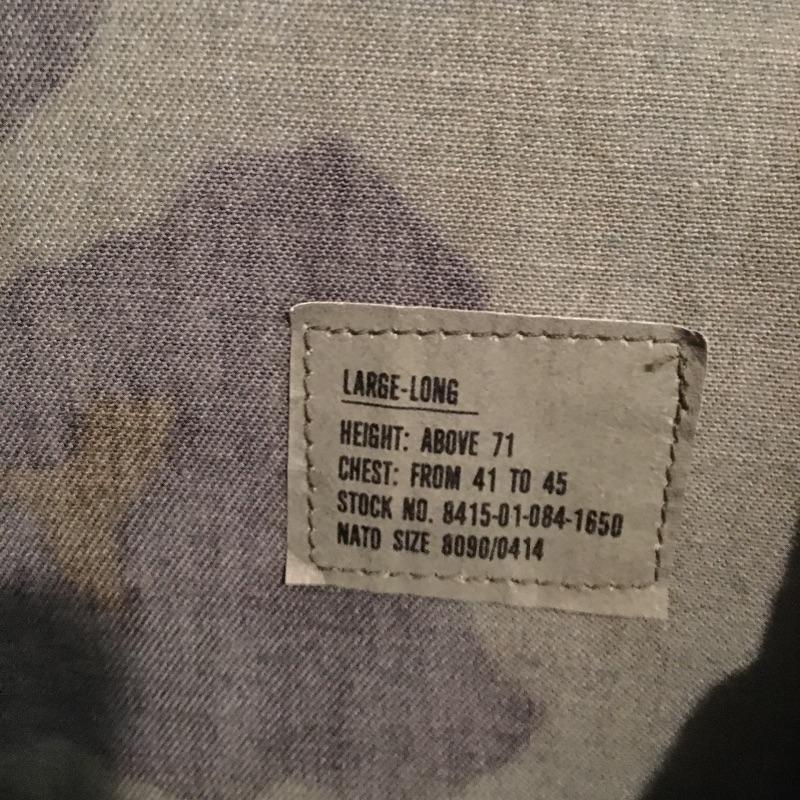 LARGE-LONG
HEIGHT: ABOVE 71
CHEST: FROM 41 TO 45
STOCK NO. 8415-01-084-1650
NATO SIZE 8090/0414